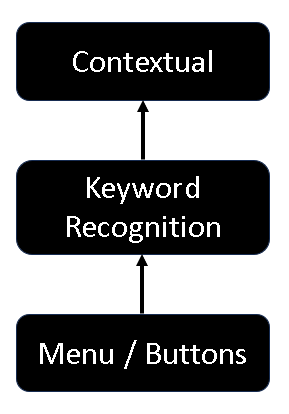 Contextual
Keyword
Recognition
Menu / Buttons